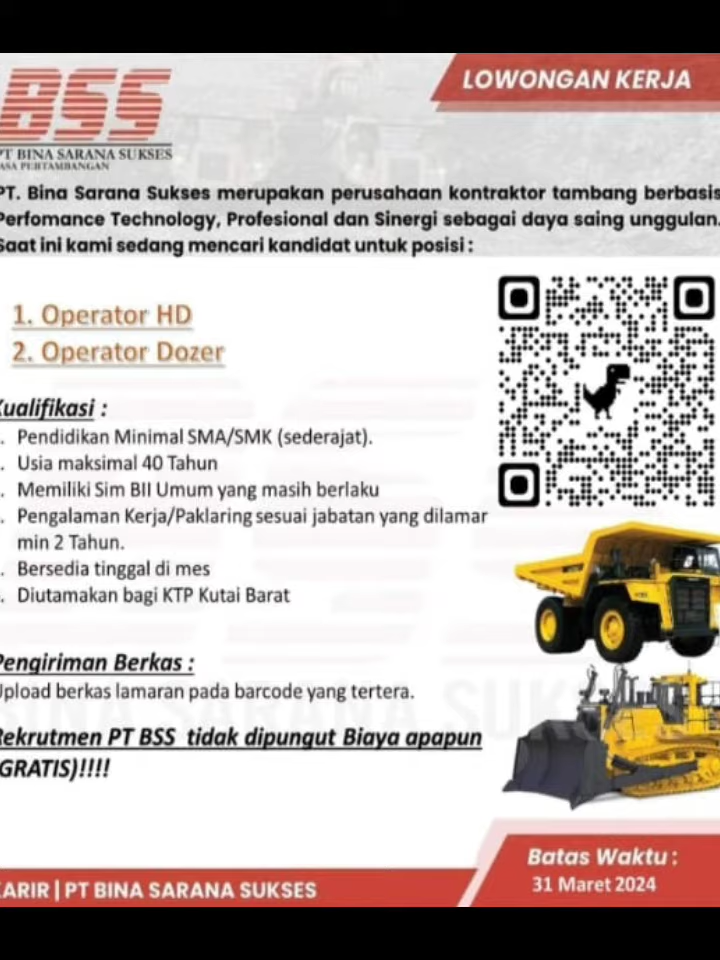 BSS
PT BINA SARANA SUKSES
ASA PERTAMBANGAN
LOWONGAN KERJA
PT. Bina Sarana Sukses merupakan perusahaan kontraktor tambang berbasis
Perfomance Technology, Profesional dan Sinergi sebagai daya saing unggulan.
Saat ini kami sedang mencari kandidat untuk posisi :
1. Operator HD
2. Operator Dozer
Kualifikasi :
. Pendidikan Minimal SMA/SMK (sederajat).
. Usia maksimal 40 Tahun
. Memiliki Sim BII Umum yang masih berlaku
. Pengalaman Kerja/Paklaring sesuai jabatan yang dilamar
min 2 Tahun.
. Bersedia tinggal di mes
. Diutamakan bagi KTP Kutai Barat
Pengiriman Berkas :
Upload berkas lamaran pada barcode yang tertera.
Rekrutmen PT BSS tidak dipungut Biaya apapun
(GRATIS)!!!!
Batas Waktu :
31 Maret 2024
KARIR | PT BINA SARANA SUKSES